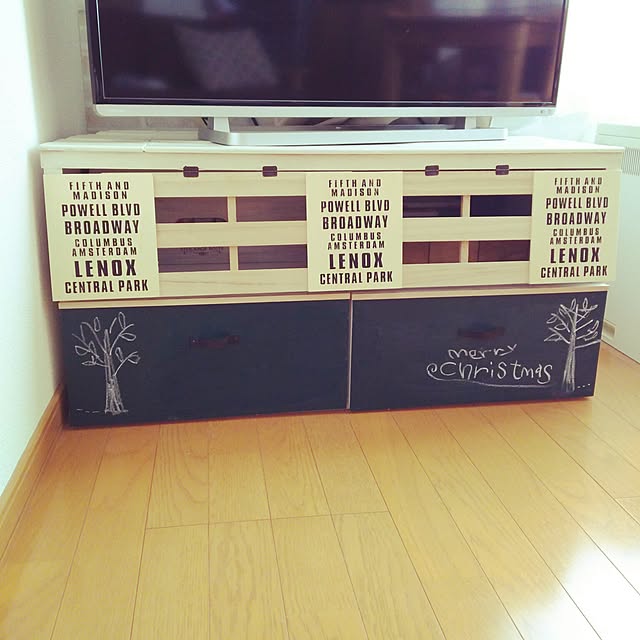 FIFTH AND
MADISON
POWELL BLVD
BROADWAY
COLUMBUS
AMSTERDAM
LENOX
CENTRAL PARK
FIFTH AND
MADISON
POWELL BLVD
BROADWAY
COLUMBUS
AMSTERDAM
LENOX
CENTRAL PARK
FIFTH AND
MADISON
POWELL BLVD
BROADWAY
COLUMBUS
AMSTERDAM
LENOX
CENTRAL PARK
merry
christmas